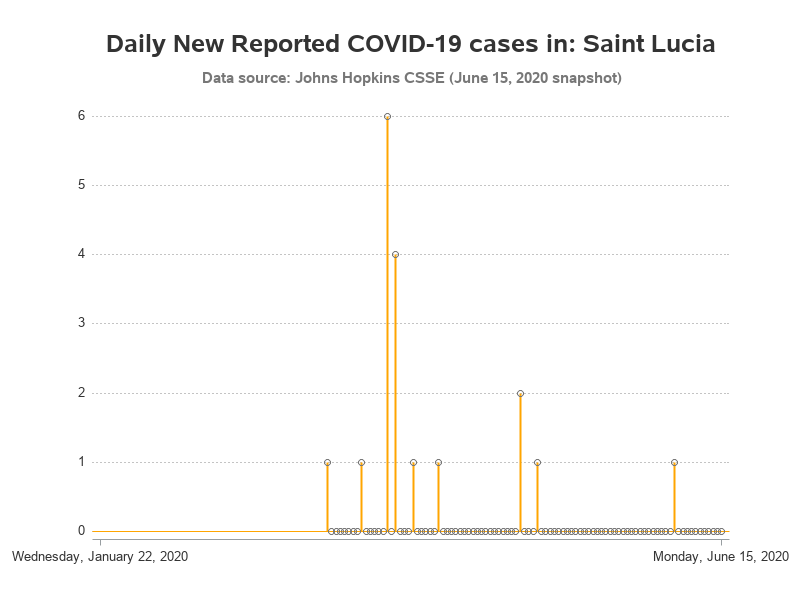 Daily New Reported COVID-19 cases in: Saint Lucia
Data source: Johns Hopkins CSSE (June 15, 2020 snapshot)
6
5
4
3
2
1
0
Wednesday, January 22, 2020
Monday, June 15, 2020